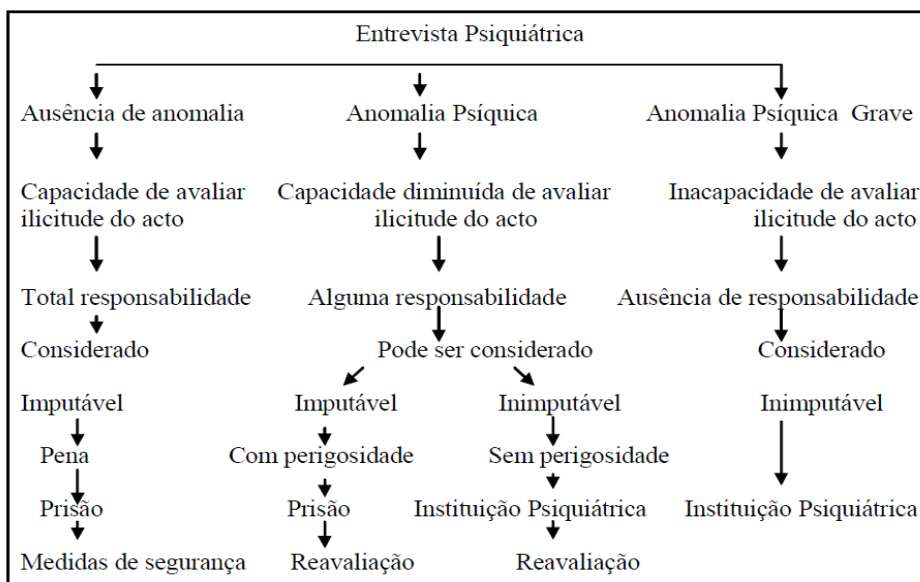 Entrevista Psiquiátrica
Ausência de anomalia
Anomalia Psíquica
Anomalia Psíquica Grave
Capacidade de avaliar
ilicitude do acto
Capacidade diminuída de avaliar
ilicitude do acto
Inacapacidade de avaliar
ilicitude do acto
Total responsabilidade
Alguma responsabilidade
Ausência de responsabilidade
Considerado
Pode ser considerado
Considerado
Imputável
Imputável
Inimputável
Inimputável
Pena
Com perigosidade
Sem perigosidade
Prisão
Prisão
Instituição Psiquiátrica
Instituição Psiquiátrica
Medidas de segurança
Reavaliação
Reavaliação